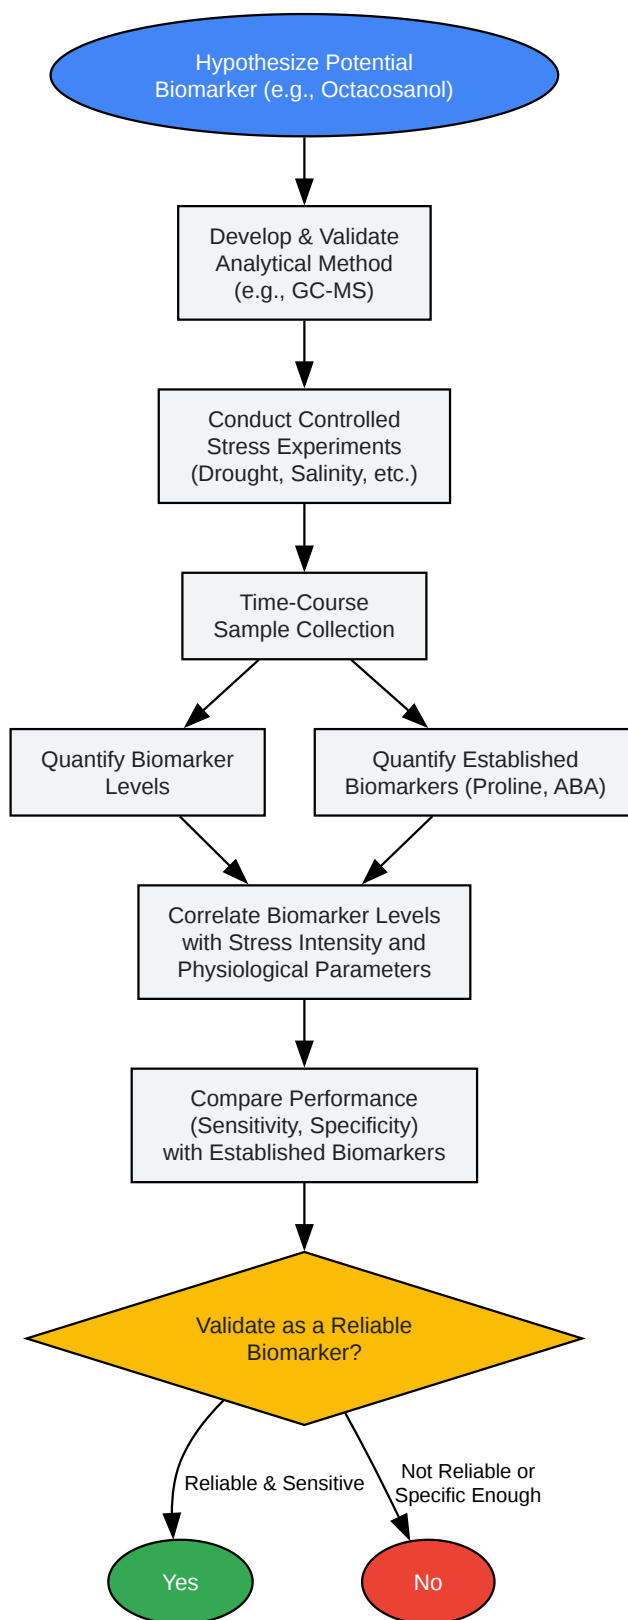 Hypothesize Potential
Biomarker (e.g., Octacosanol)
Develop & Validate
Analytical Method
(e.g., GC-MS)
Conduct Controlled
Stress Experiments
(Drought, Salinity, etc.)
Time-Course
Sample Collection
Quantify Biomarker
Levels
Quantify Established
Biomarkers (Proline, ABA)
Correlate Biomarker Levels
with Stress Intensity and
Physiological Parameters
Compare Performance
(Sensitivity, Specificity)
with Established Biomarkers
Validate as a Reliable
Biomarker?
Reliable & Sensitive
Not Reliable or
Specific Enough
Yes
No